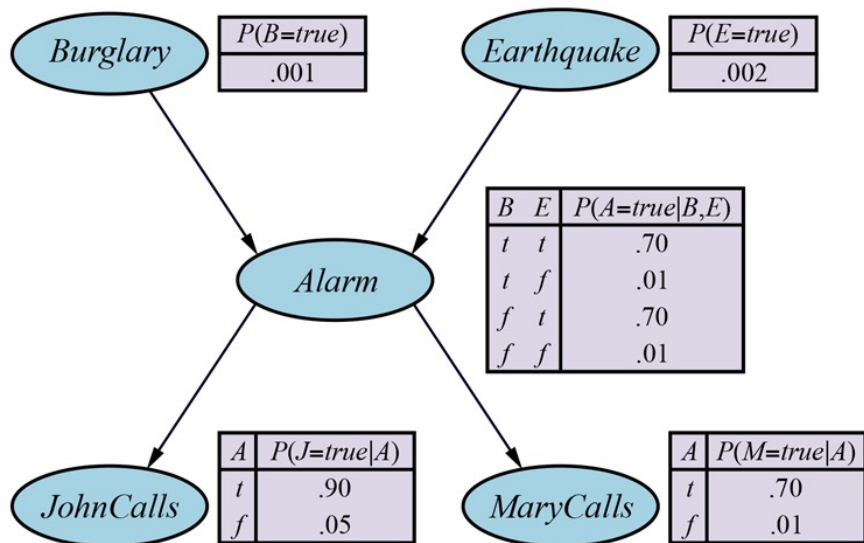 Burglary
P(B=true)
.001
Earthquake
P(E=true)
.002
B E P(A=true|B,E)
t t .70
t f .01
f t .70
f f .01
Alarm
JohnCalls
A P(J=true|A)
t .90
f .05
MaryCalls
A P(M=true|A)
t .70
f .01